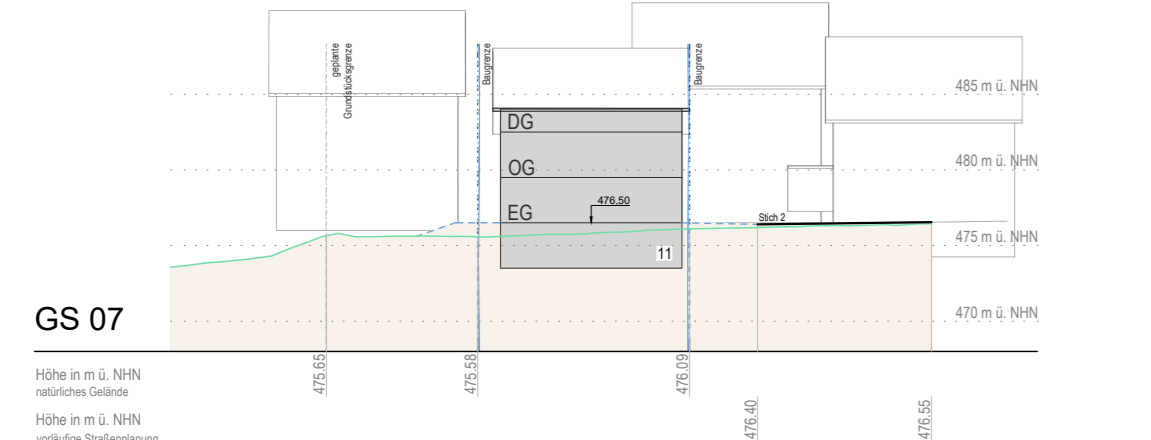 geplante
Grundstücksgrenze
Baugrenze
Baugrenze
485 m ü. NHN
DG
OG
480 m ü. NHN
476.50
EG
Stich 2
475 m ü. NHN
11
470 m ü. NHN
GS 07
Höhe in m ü. NHN
natürliches Gelände
475.65
475.58
476.09
Höhe in m ü. NHN
vorläufige Straßenplanung
476.40
476.55